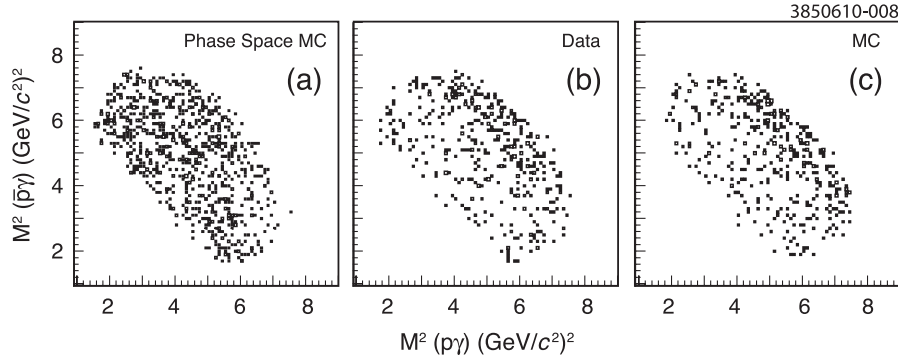 3850610-008
Phase Space MC
(a)
Data
(b)
MC
(c)
M² (p̅γ) (GeV/c²)²
8
6
4
2
2 4 6 8 2 4 6 8 2 4 6 8
M² (pγ) (GeV/c²)²